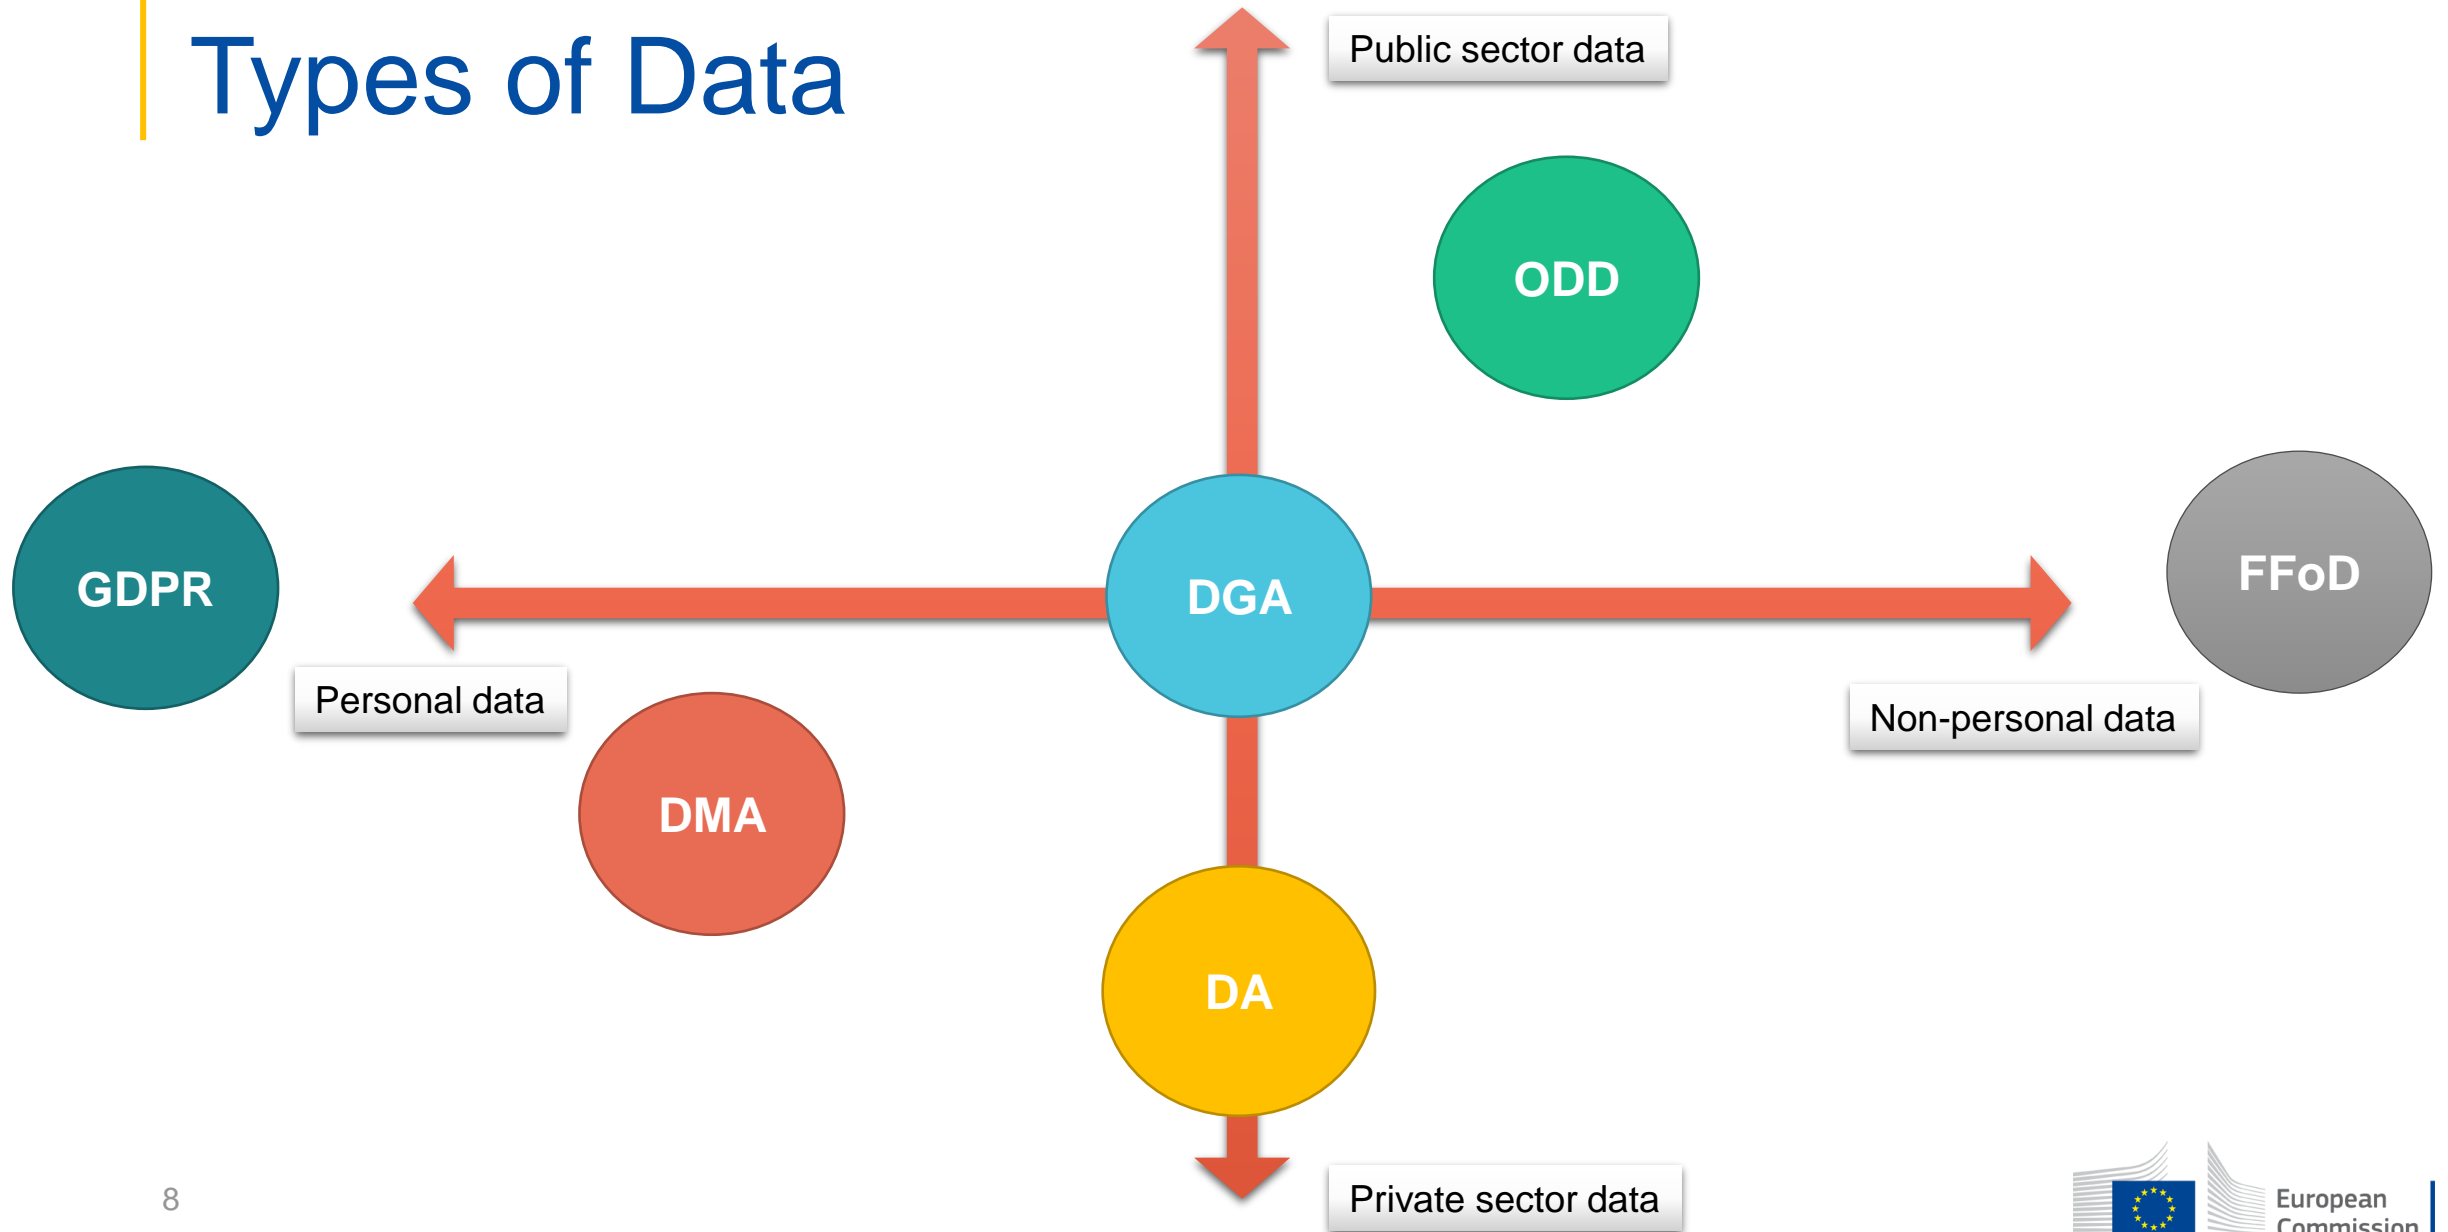 Types of Data
Public sector data
ODD
GDPR
DGA
FFoD
Personal data
Non-personal data
DMA
DA
Private sector data
8
European
Commission